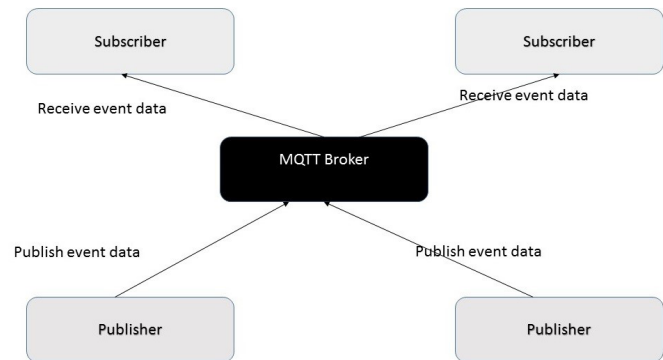 Subscriber
Subscriber
Receive event data
Receive event data
MQTT Broker
Publish event data
Publish event data
Publisher
Publisher